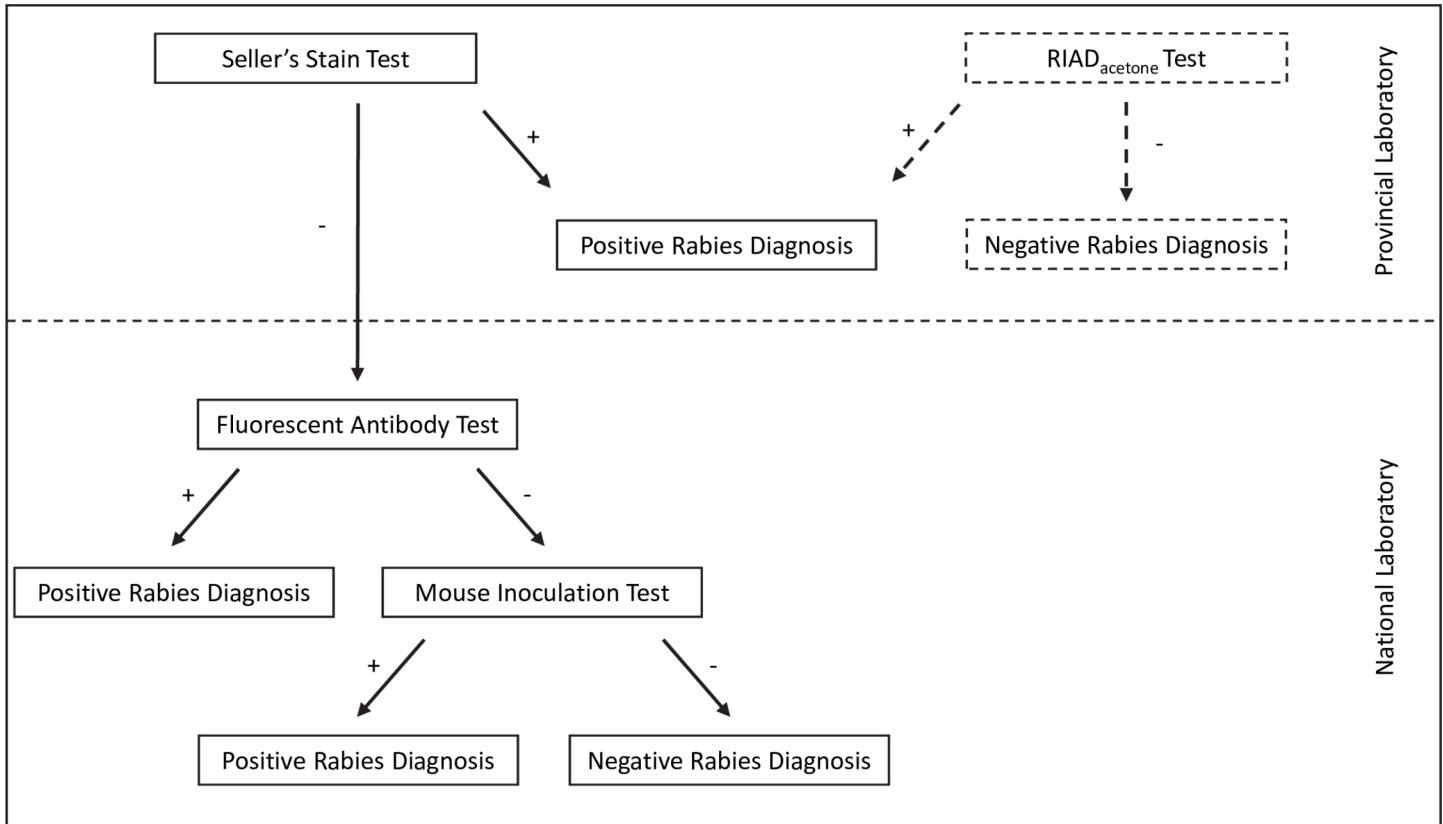 Seller’s Stain Test
RIADacetone Test
+
+
-
-
Positive Rabies Diagnosis
Negative Rabies Diagnosis
Provincial Laboratory
Fluorescent Antibody Test
+
-
Positive Rabies Diagnosis
Mouse Inoculation Test
+
-
Positive Rabies Diagnosis
Negative Rabies Diagnosis
National Laboratory